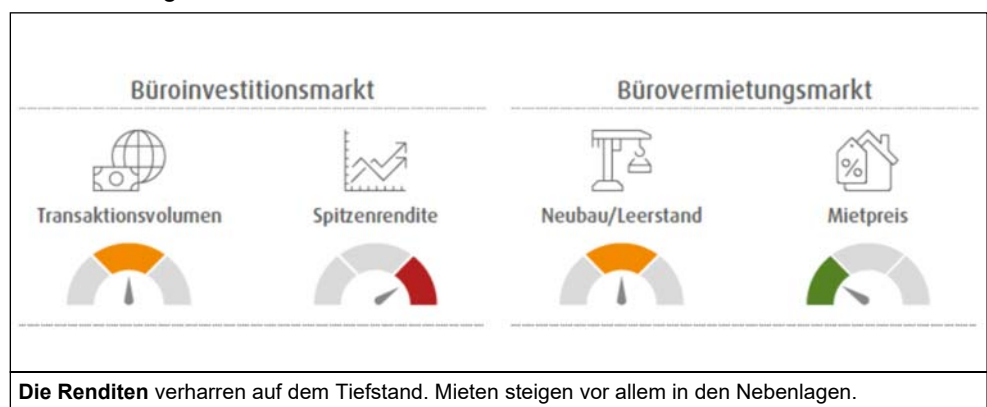 Büroinvestitionsmarkt
Bürovermietungsmarkt
%
Transaktionsvolumen
Spitzenrendite
Neubau/Leerstand
Mietpreis
Die Renditen verharren auf dem Tiefstand. Mieten steigen vor allem in den Nebenlagen.